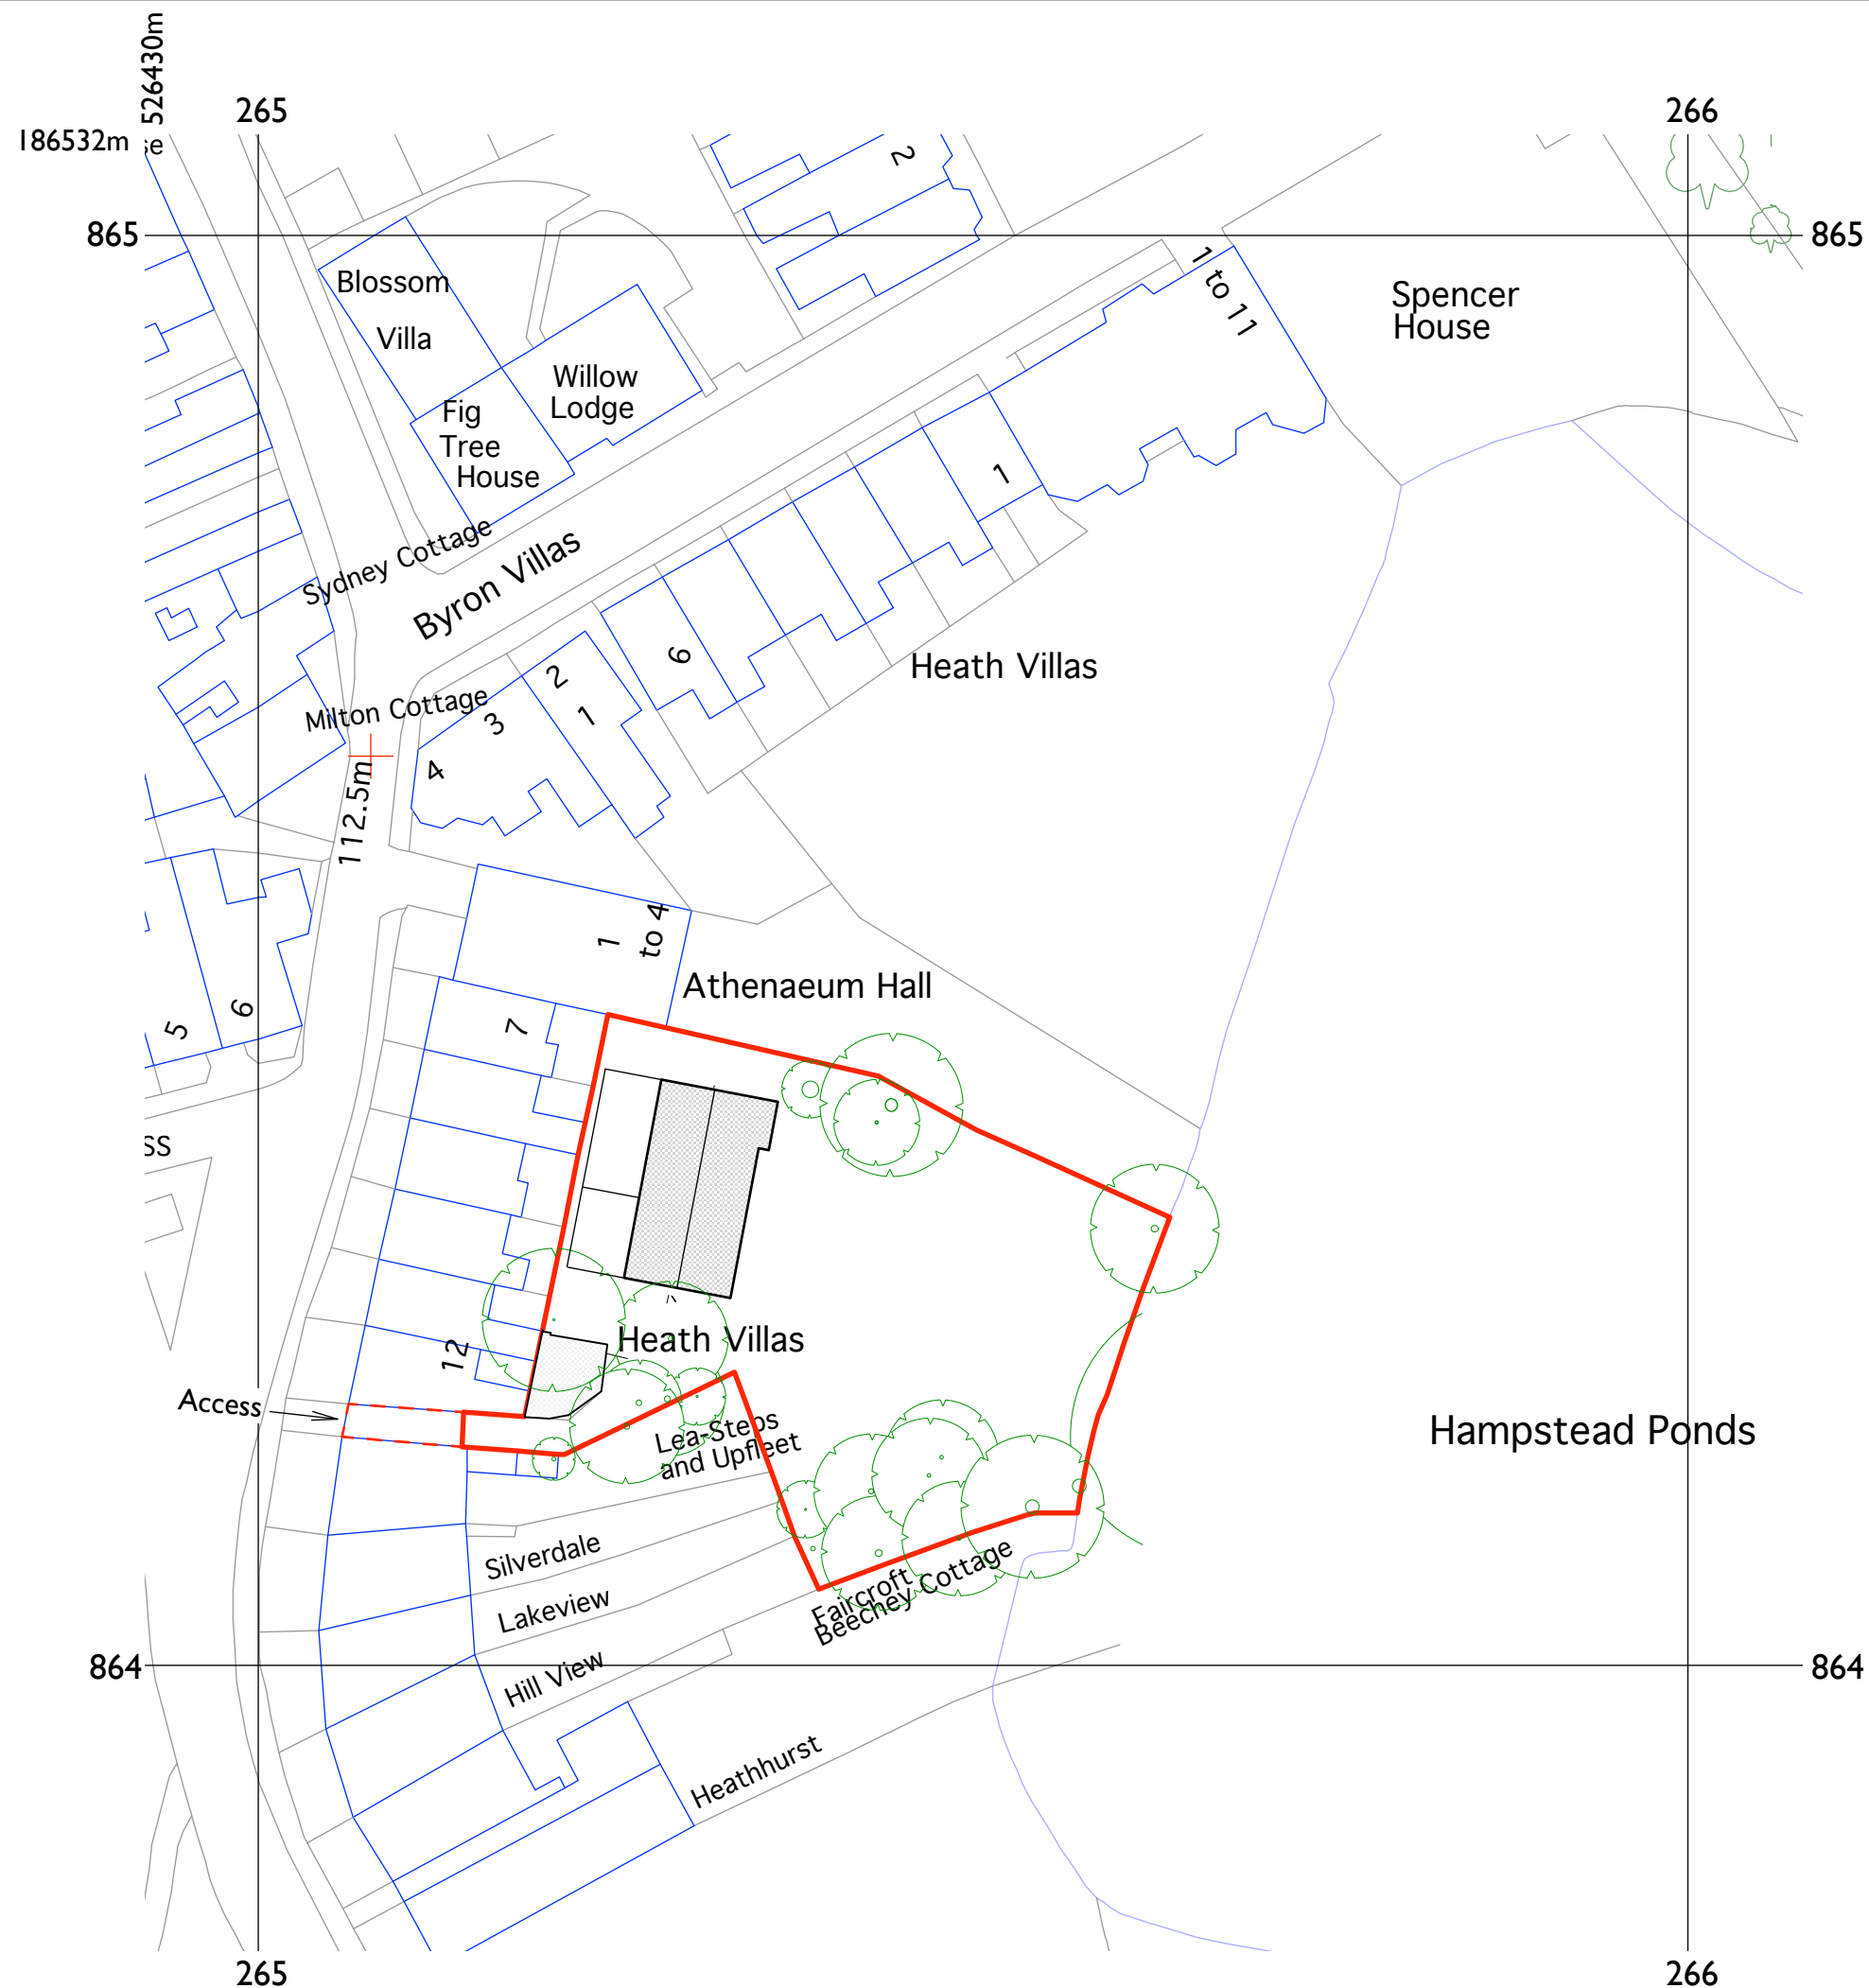 526430m
265
266
186532m
se
2
865
865
Blossom
Villa
1 to 11
Spencer
House
Willow
Lodge
Fig
Tree
House
1
Sydney Cottage
Byron Villas
6
Heath Villas
2
1
3
Milton Cottage
4
112.5m
1
to 4
Athenaeum Hall
5
6
7
SS
Heath Villas
12
Access
Lea-Steps
and Upfleet
Hampstead Ponds
Silverdale
Faircroft
Beechey Cottage
Lakeview
Hill View
864
864
Heathhurst
265
266